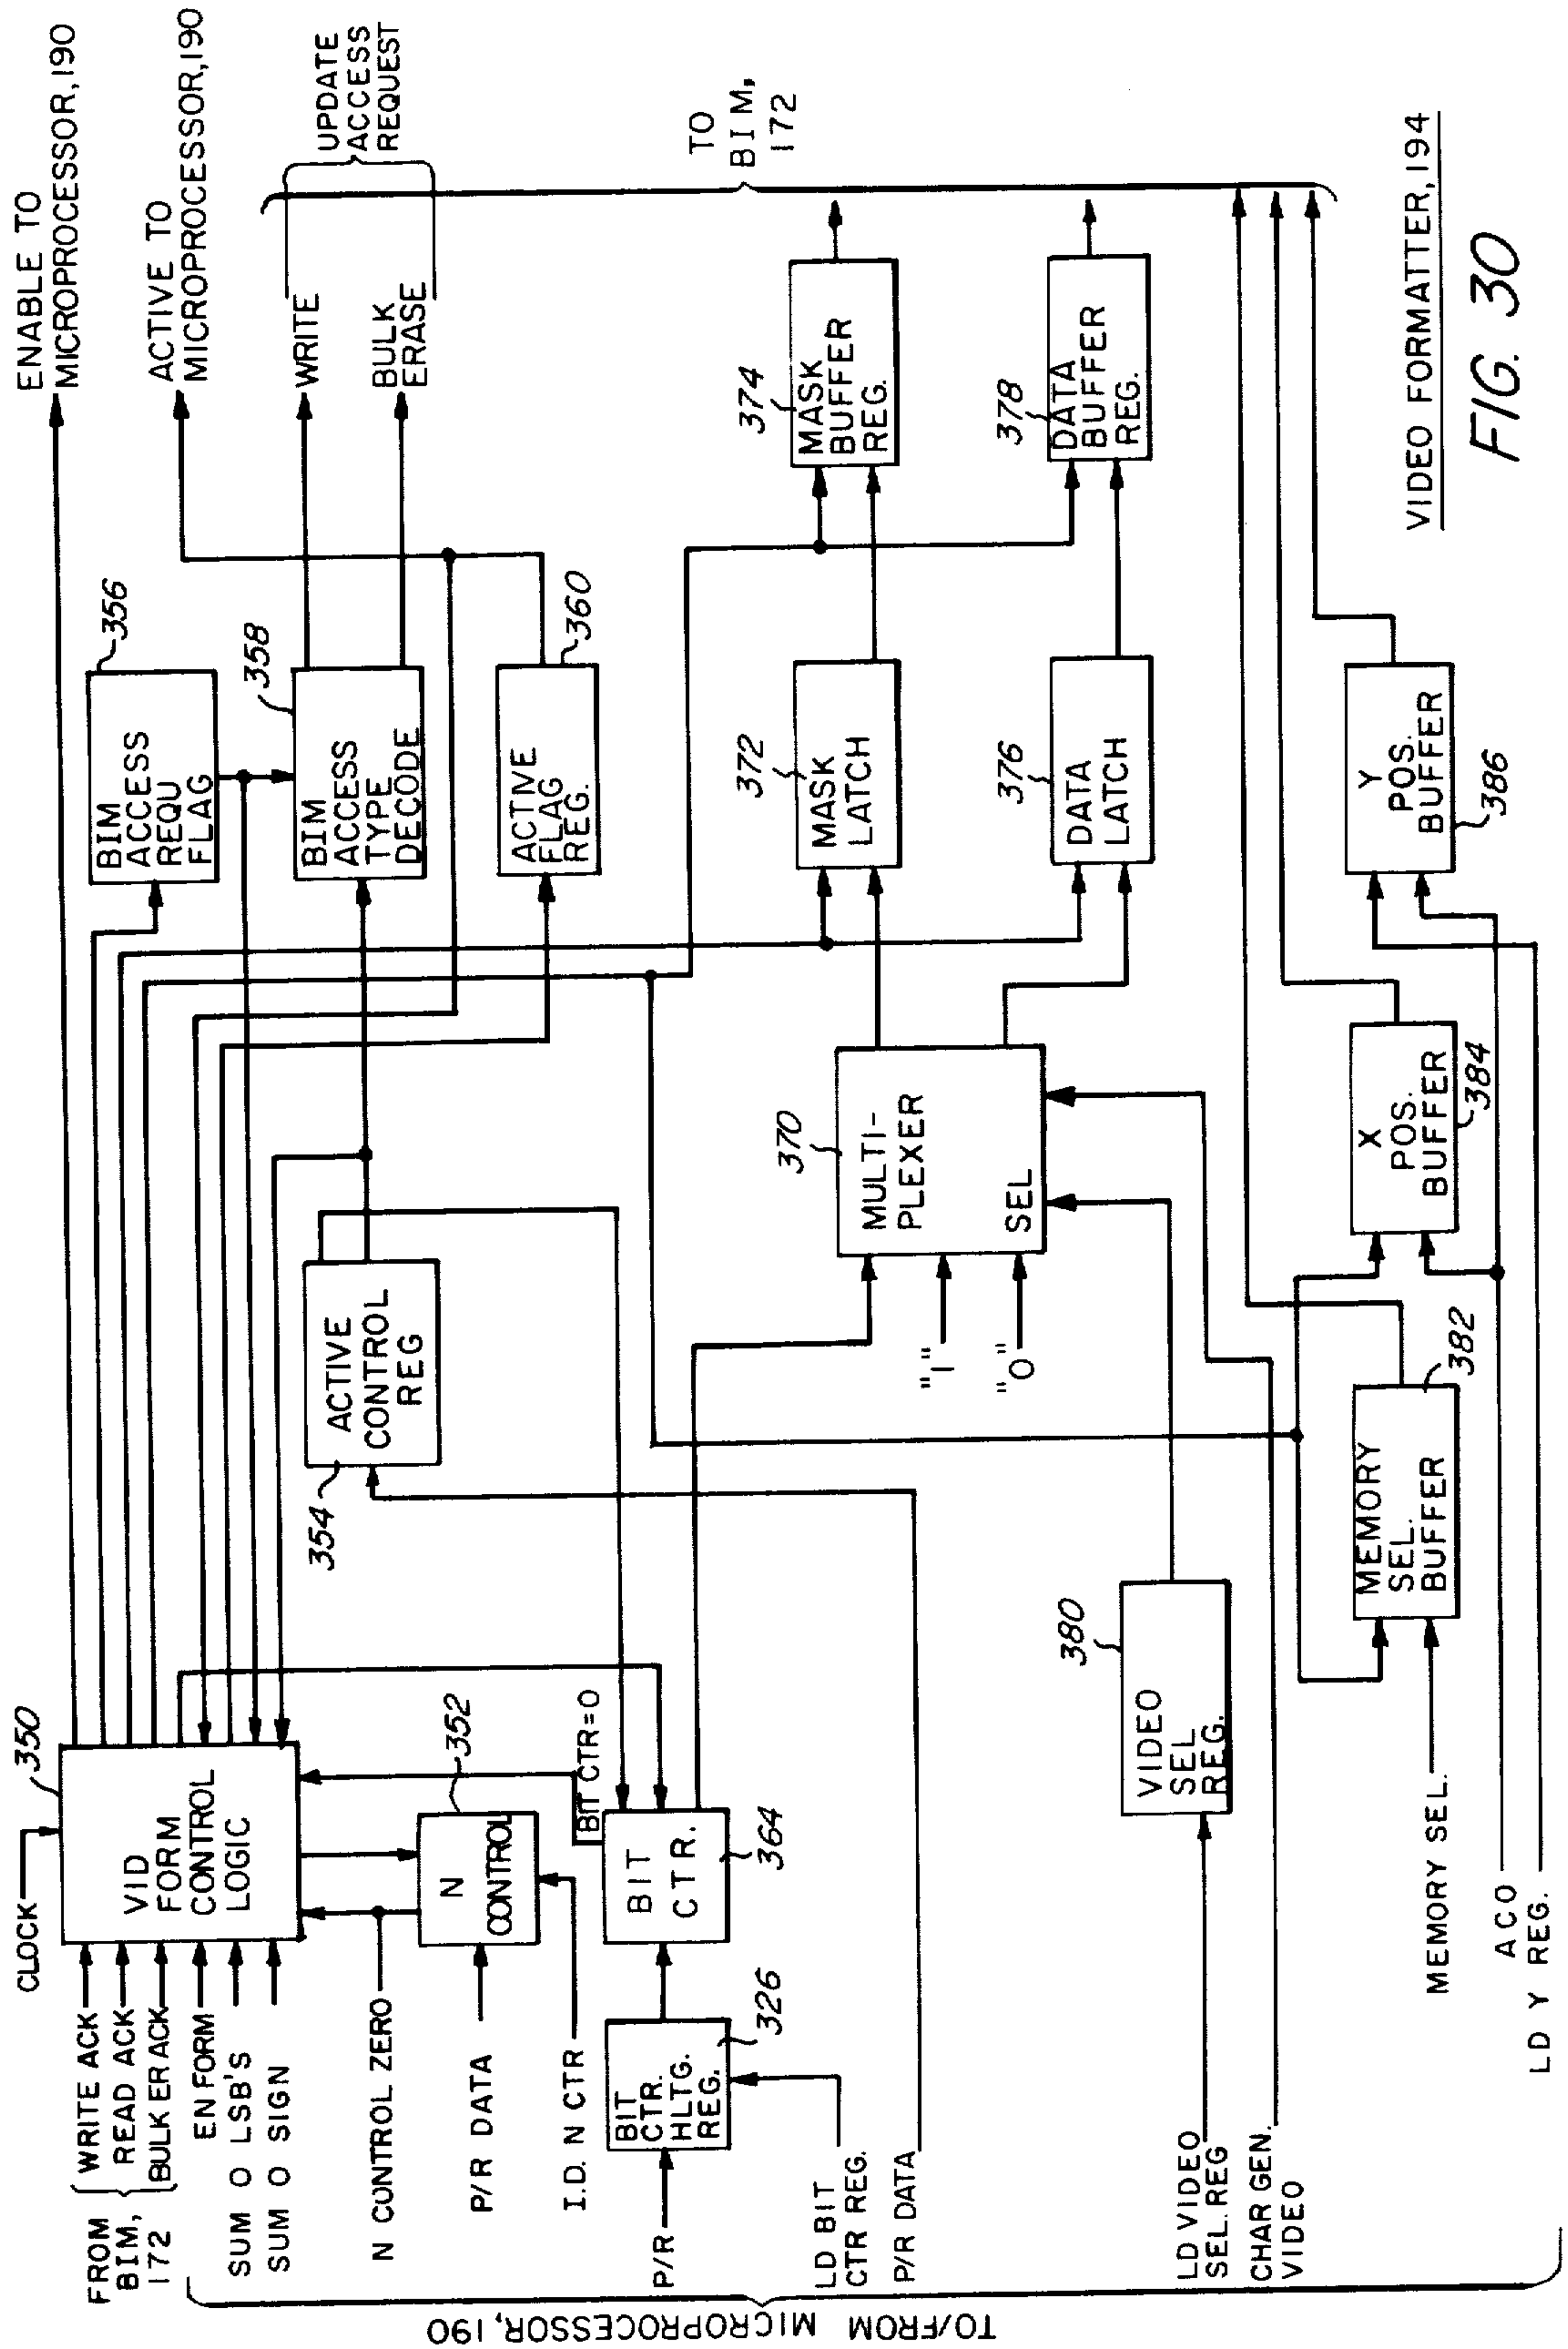 ENABLE TO
MICROPROCESSOR, 190
ACTIVE TO
MICROPROCESSOR, 190
UPDATE
ACCESS
REQUEST
WRITE
BULK
ERASE
TO
BIM,
172
CLOCK
350
VID
FORM
CONTROL
LOGIC
FROM
BIM,
172
WRITE ACK
READ ACK
BULK ER ACK
EN FORM
SUM O LSB'S
SUM O SIGN
N CONTROL ZERO
P/R DATA
I.D. N CTR
352
N
CONTROL
BIT CTR=0
BIT
CTR.
364
BIT
CTR.
HLTG.
REG.
326
P/R
LD BIT
CTR REG.
P/R DATA
354
ACTIVE
CONTROL
REG
356
BIM
ACCESS
REQU
FLAG
358
BIM
ACCESS
TYPE
DECODE
360
ACTIVE
FLAG
REG.
370
MULTI-
PLEXER
SEL
"1"
"0"
372
MASK
LATCH
374
MASK
BUFFER
REG.
376
DATA
LATCH
378
DATA
BUFFER
REG.
380
VIDEO
SEL
REG.
LD VIDEO
SEL. REG
CHAR GEN.
VIDEO
MEMORY
SEL.
BUFFER
382
MEMORY SEL.
X
POS.
BUFFER
384
Y
POS.
BUFFER
386
ACO
LD Y REG.
TO/FROM MICROPROCESSOR, 190
VIDEO FORMATTER, 194
FIG. 30